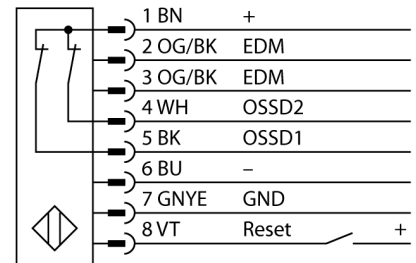 1 BN +
2 OG/BK EDM
3 OG/BK EDM
4 WH OSSD2
5 BK OSSD1
6 BU –
7 GNYE GND
8 VT Reset +